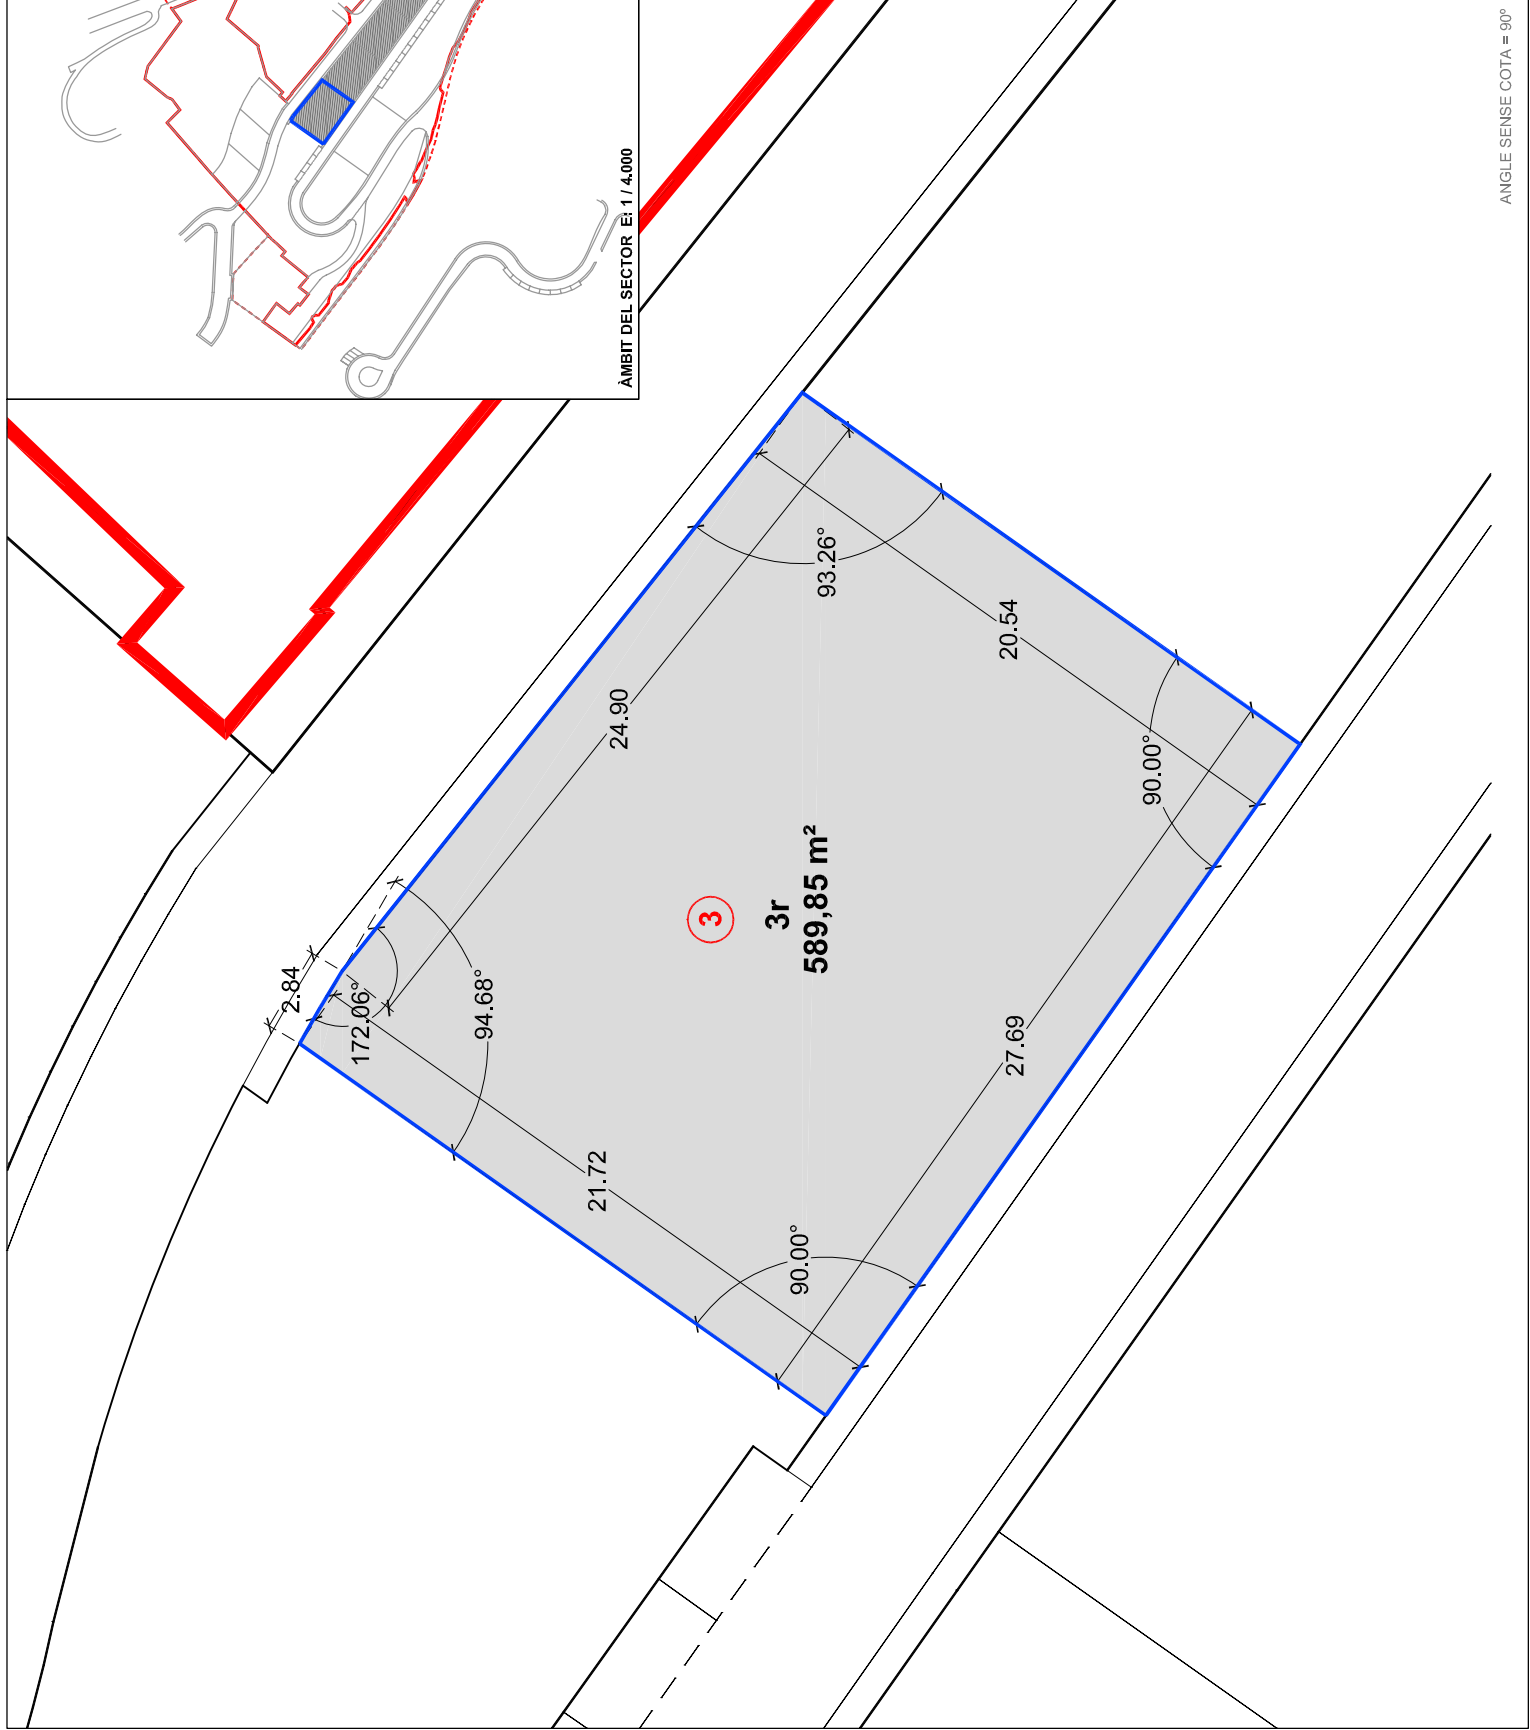 ÀMBIT DEL SECTOR E: 1 / 4.000
2.84
172.06°
94.68°
24.90
93.26°
20.54
90.00°
27.69
90.00°
21.72
3
3r
589,85 m²
ANGLE SENSE COTA = 90º